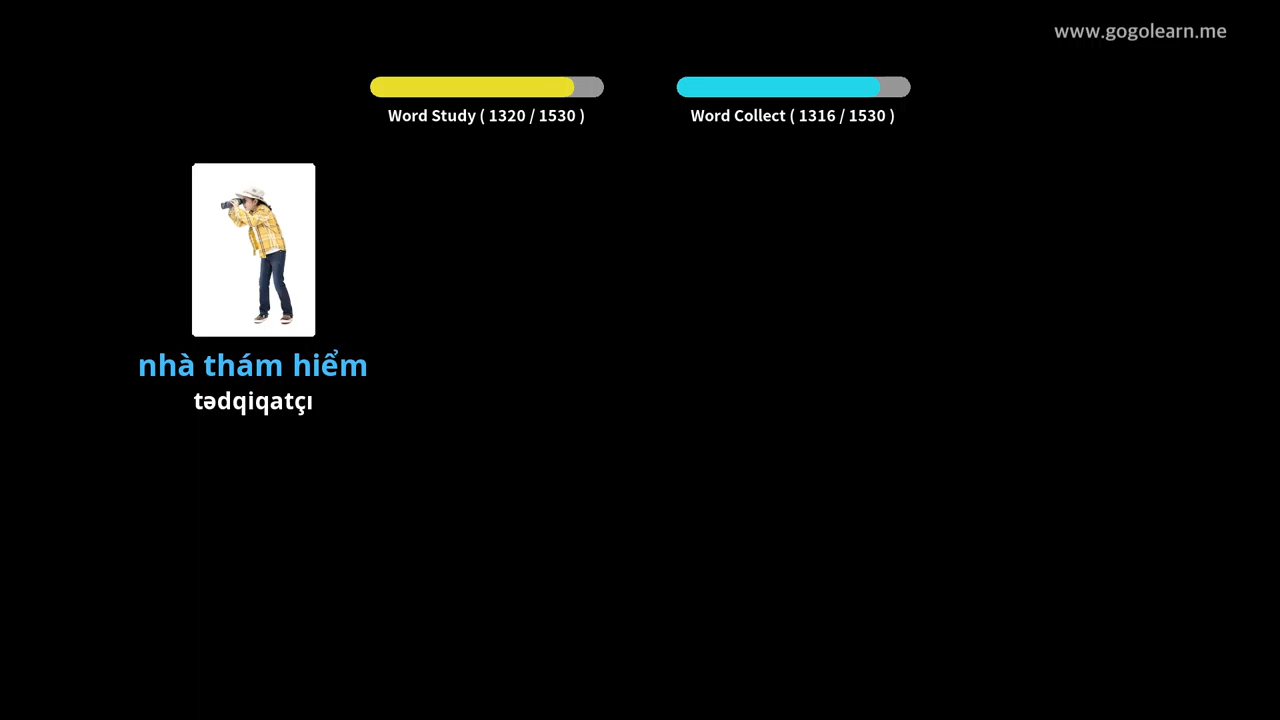 www.gogolearn.me
Word Study ( 1320 / 1530 )
Word Collect ( 1316 / 1530 )
nhà thám hiểm
tədqiqatçı